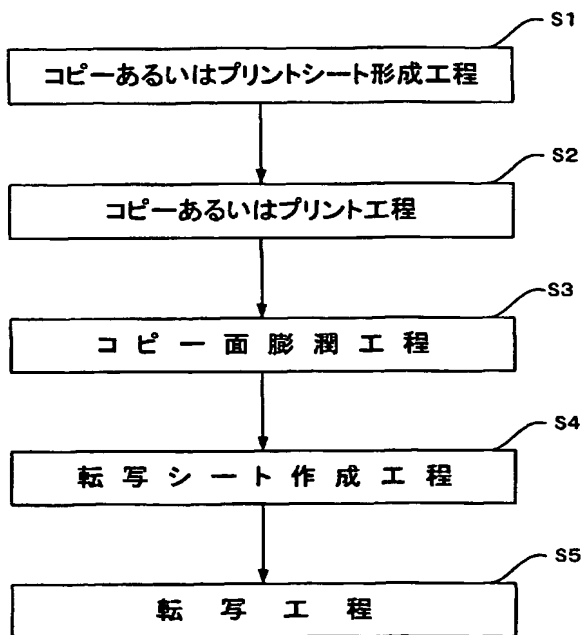 S1
コピーあるいはプリントシート形成工程
S2
コピーあるいはプリント工程
S3
コピー面膨潤工程
S4
転写シート作成工程
S5
転写工程